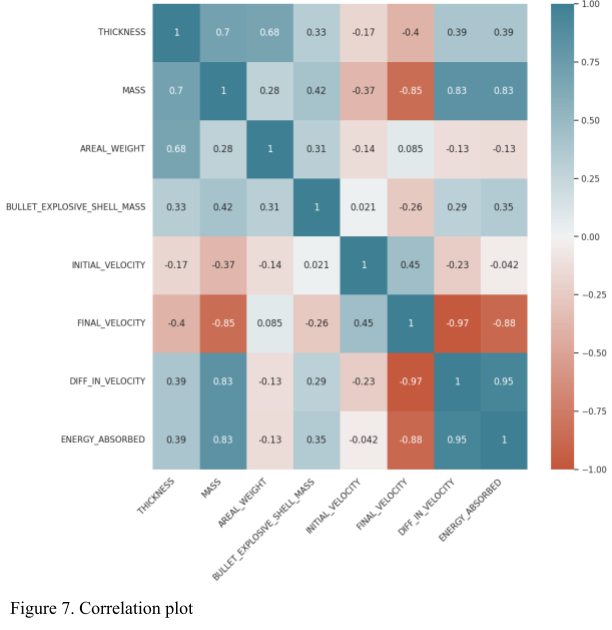 THICKNESS 1 0.7 0.68 0.33 -0.17 -0.4 0.39 0.39
MASS 0.7 1 0.28 0.42 -0.37 -0.85 0.83 0.83
AREAL_WEIGHT 0.68 0.28 1 0.31 -0.14 0.085 -0.13 -0.13
BULLET_EXPLOSIVE_SHELL_MASS 0.33 0.42 0.31 1 0.021 -0.26 0.29 0.35
INITIAL_VELOCITY -0.17 -0.37 -0.14 0.021 1 0.45 -0.23 -0.042
FINAL_VELOCITY -0.4 -0.85 0.085 -0.26 0.45 1 -0.97 -0.88
DIFF_IN_VELOCITY 0.39 0.83 -0.13 0.29 -0.23 -0.97 1 0.95
ENERGY_ABSORBED 0.39 0.83 -0.13 0.35 -0.042 -0.88 0.95 1
THICKNESS
MASS
AREAL_WEIGHT
BULLET_EXPLOSIVE_SHELL_MASS
INITIAL_VELOCITY
FINAL_VELOCITY
DIFF_IN_VELOCITY
ENERGY_ABSORBED
1.00
0.75
0.50
0.25
0.00
−0.25
−0.50
−0.75
−1.00
Figure 7. Correlation plot